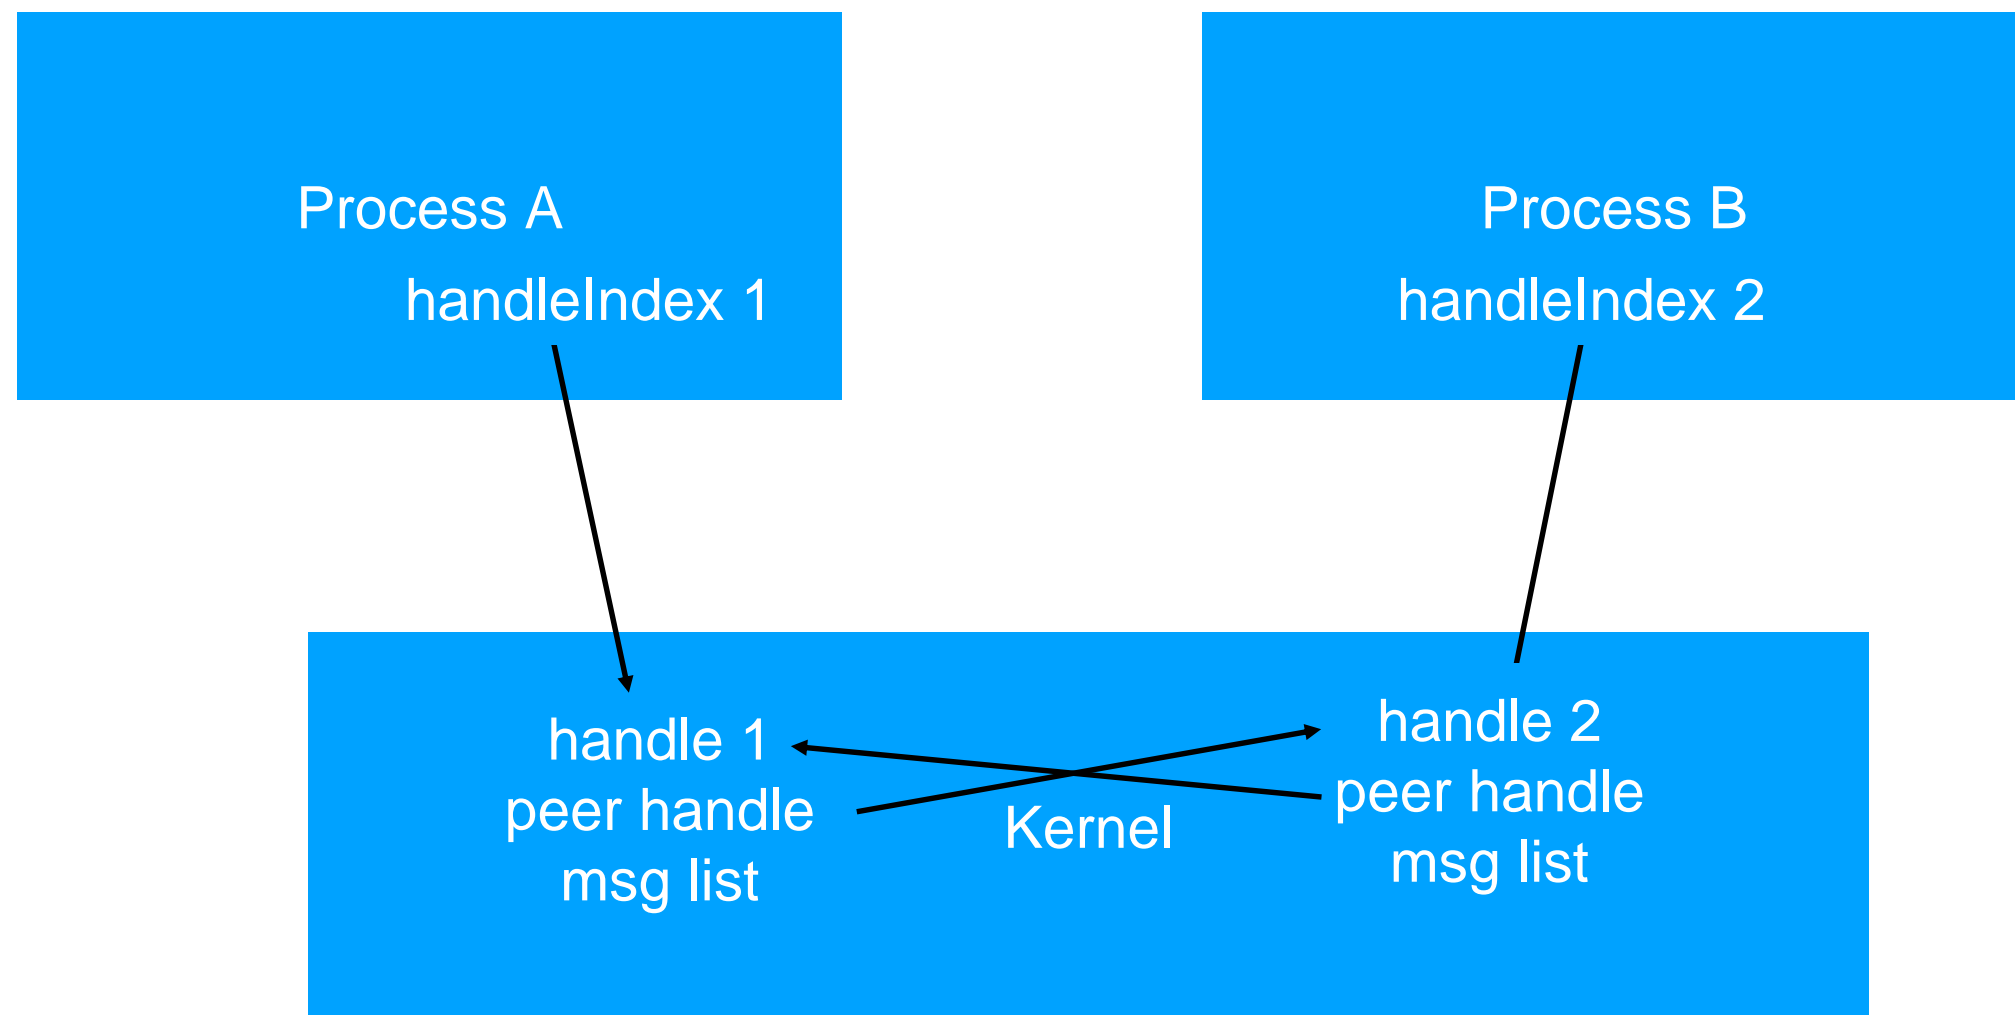 Process A
handleIndex 1
Process B
handleIndex 2
handle 1
peer handle
msg list
Kernel
handle 2
peer handle
msg list